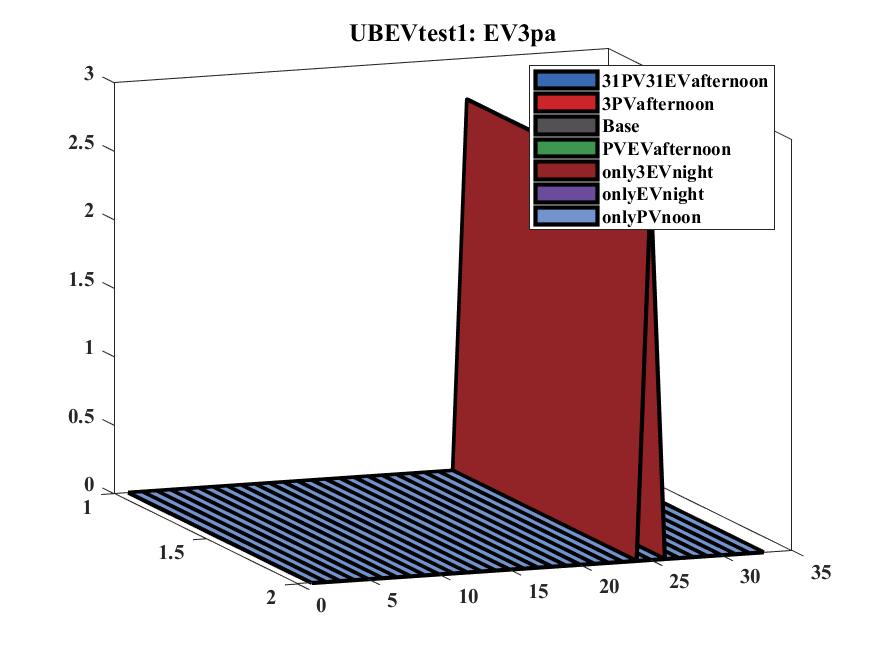 UBEVtest1: EV3pa
31PV31EVafternoon
3PVafternoon
Base
PVEVafternoon
only3EVnight
onlyEVnight
onlyPVnoon
3
2.5
2
1.5
1
0.5
0
1
1.5
2
0
5
10
15
20
25
30
35